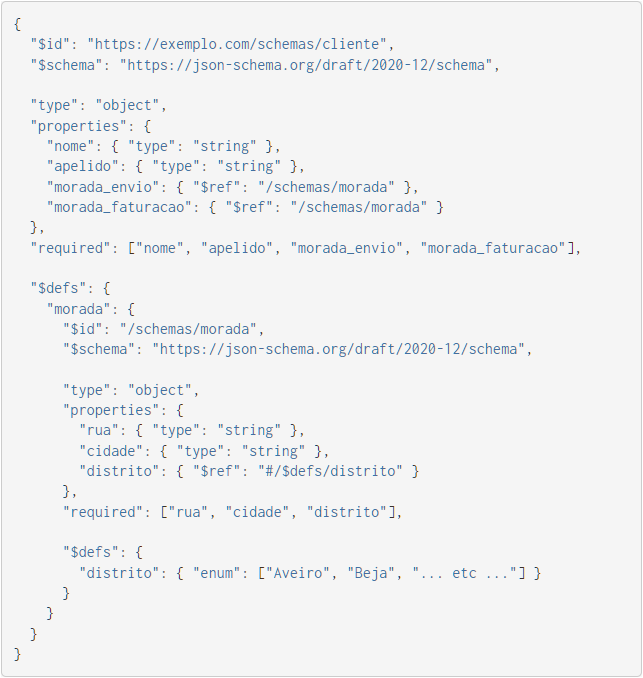 {
  "$id": "https://exemplo.com/schemas/cliente",
  "$schema": "https://json-schema.org/draft/2020-12/schema",

  "type": "object",
  "properties": {
    "nome": { "type": "string" },
    "apelido": { "type": "string" },
    "morada_envio": { "$ref": "/schemas/morada" },
    "morada_faturacao": { "$ref": "/schemas/morada" }
  },
  "required": ["nome", "apelido", "morada_envio", "morada_faturacao"],

  "$defs": {
    "morada": {
      "$id": "/schemas/morada",
      "$schema": "https://json-schema.org/draft/2020-12/schema",

      "type": "object",
      "properties": {
        "rua": { "type": "string" },
        "cidade": { "type": "string" },
        "distrito": { "$ref": "#/$defs/distrito" }
      },
      "required": ["rua", "cidade", "distrito"],

      "$defs": {
        "distrito": { "enum": ["Aveiro", "Beja", "... etc ..."] }
      }
    }
  }
}